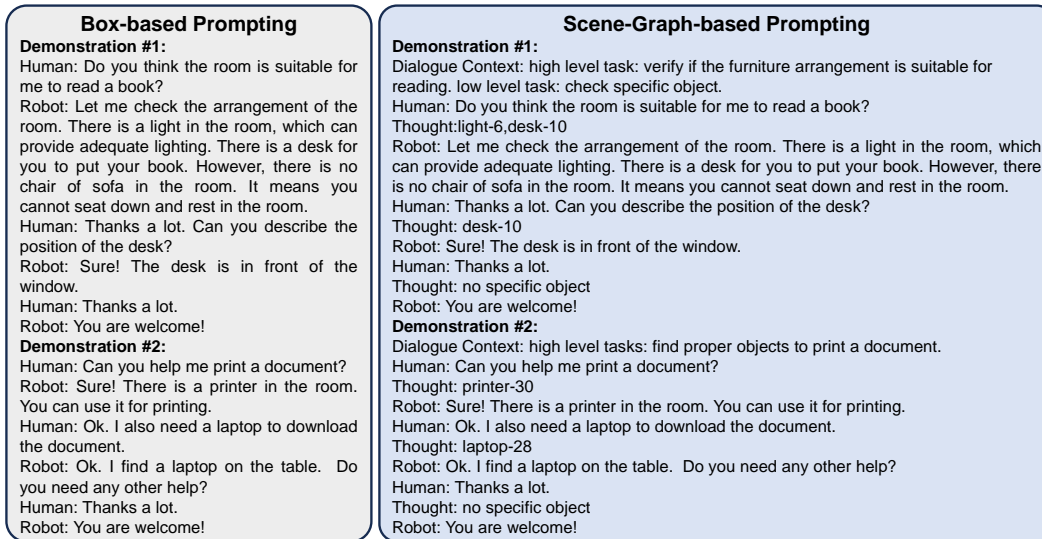 Box-based Prompting
Demonstration #1:
Human: Do you think the room is suitable for
me to read a book?
Robot: Let me check the arrangement of the
room. There is a light in the room, which can
provide adequate lighting. There is a desk for
you to put your book. However, there is no
chair of sofa in the room. It means you
cannot seat down and rest in the room.
Human: Thanks a lot. Can you describe the
position of the desk?
Robot: Sure! The desk is in front of the
window.
Human: Thanks a lot.
Robot: You are welcome!
Demonstration #2:
Human: Can you help me print a document?
Robot: Sure! There is a printer in the room.
You can use it for printing.
Human: Ok. I also need a laptop to download
the document.
Robot: Ok. I find a laptop on the table. Do
you need any other help?
Human: Thanks a lot.
Robot: You are welcome!
Scene-Graph-based Prompting
Demonstration #1:
Dialogue Context: high level task: verify if the furniture arrangement is suitable for
reading. low level task: check specific object.
Human: Do you think the room is suitable for me to read a book?
Thought:light-6,desk-10
Robot: Let me check the arrangement of the room. There is a light in the room, which
can provide adequate lighting. There is a desk for you to put your book. However, there
is no chair of sofa in the room. It means you cannot seat down and rest in the room.
Human: Thanks a lot. Can you describe the position of the desk?
Thought: desk-10
Robot: Sure! The desk is in front of the window.
Human: Thanks a lot.
Thought: no specific object
Robot: You are welcome!
Demonstration #2:
Dialogue Context: high level tasks: find proper objects to print a document.
Human: Can you help me print a document?
Thought: printer-30
Robot: Sure! There is a printer in the room. You can use it for printing.
Human: Ok. I also need a laptop to download the document.
Thought: laptop-28
Robot: Ok. I find a laptop on the table. Do you need any other help?
Human: Thanks a lot.
Thought: no specific object
Robot: You are welcome!